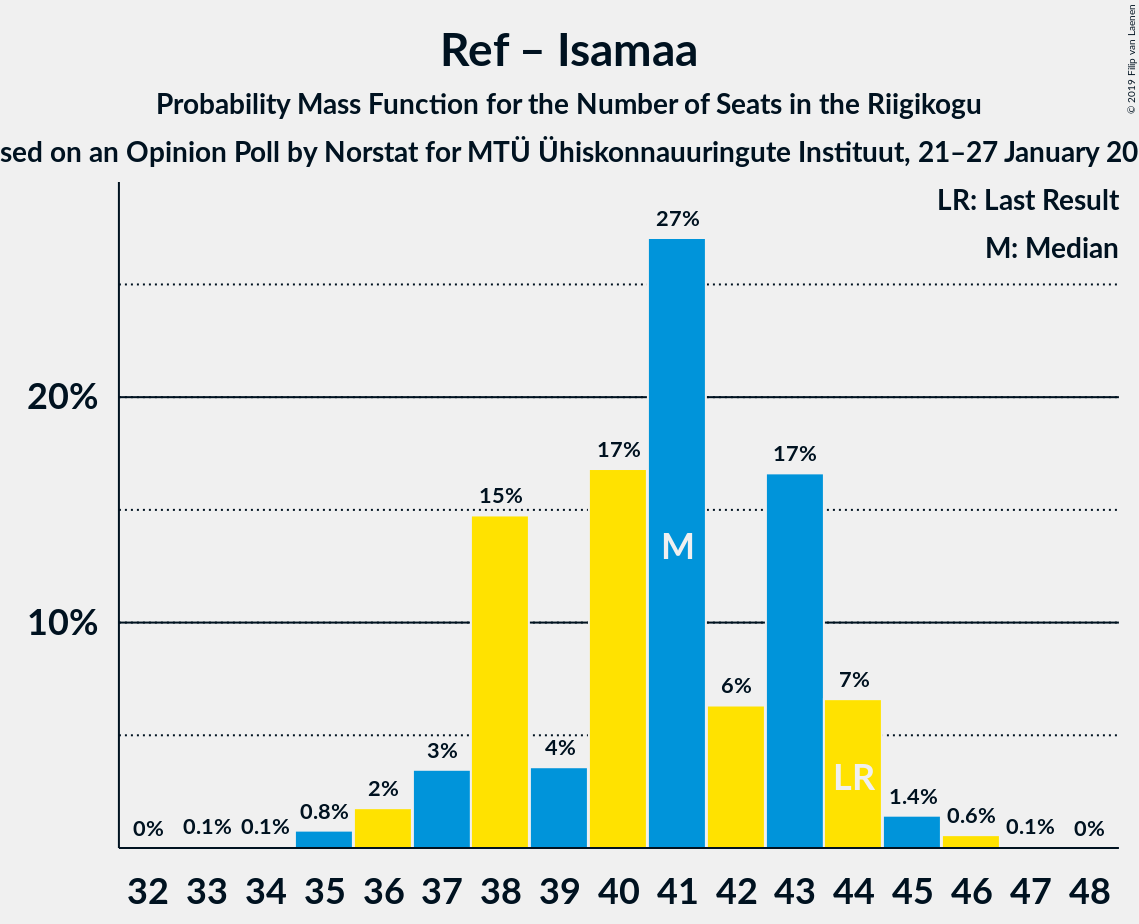 Ref – Isamaa
Probability Mass Function for the Number of Seats in the Riigikogu
sed on an Opinion Poll by Norstat for MTÜ Ühiskonnauuringute Instituut, 21–27 January 20
© 2019 Filip van Laenen
LR: Last Result
M: Median
20%
10%
0% 0.1% 0.1% 0.8% 2% 3% 15% 4% 17% 27% 6% 17% 7% 1.4% 0.6% 0.1% 0%
M
LR
32 33 34 35 36 37 38 39 40 41 42 43 44 45 46 47 48